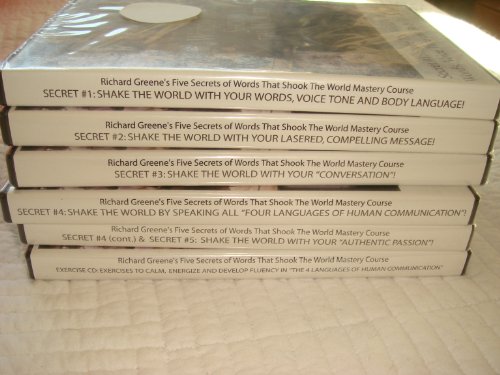 Richard Greene's Five Secrets of Words That Shook The World Mastery Course
SECRET #1: SHAKE THE WORLD WITH YOUR WORDS, VOICE TONE AND BODY LANGUAGE!
Richard Greene's Five Secrets of Words That Shook The World Mastery Course
SECRET #2: SHAKE THE WORLD WITH YOUR LASERED, COMPELLING MESSAGE!
Richard Greene's Five Secrets of Words That Shook The World Mastery Course
SECRET #3: SHAKE THE WORLD WITH YOUR "CONVERSATION"!
Richard Greene's Five Secrets of Words That Shook The World Mastery Course
SECRET #4: SHAKE THE WORLD BY SPEAKING ALL "FOUR LANGUAGES OF HUMAN COMMUNICATION"!
Richard Greene's Five Secrets of Words That Shook The World Mastery Course
SECRET #4 (cont.) & SECRET #5: SHAKE THE WORLD WITH YOUR "AUTHENTIC PASSION"!
Richard Greene's Five Secrets of Words That Shook The World Mastery Course
EXERCISE CD: EXERCISES TO CALM, ENERGIZE AND DEVELOP FLUENCY IN "THE 4 LANGUAGES OF HUMAN COMMUNICATION"